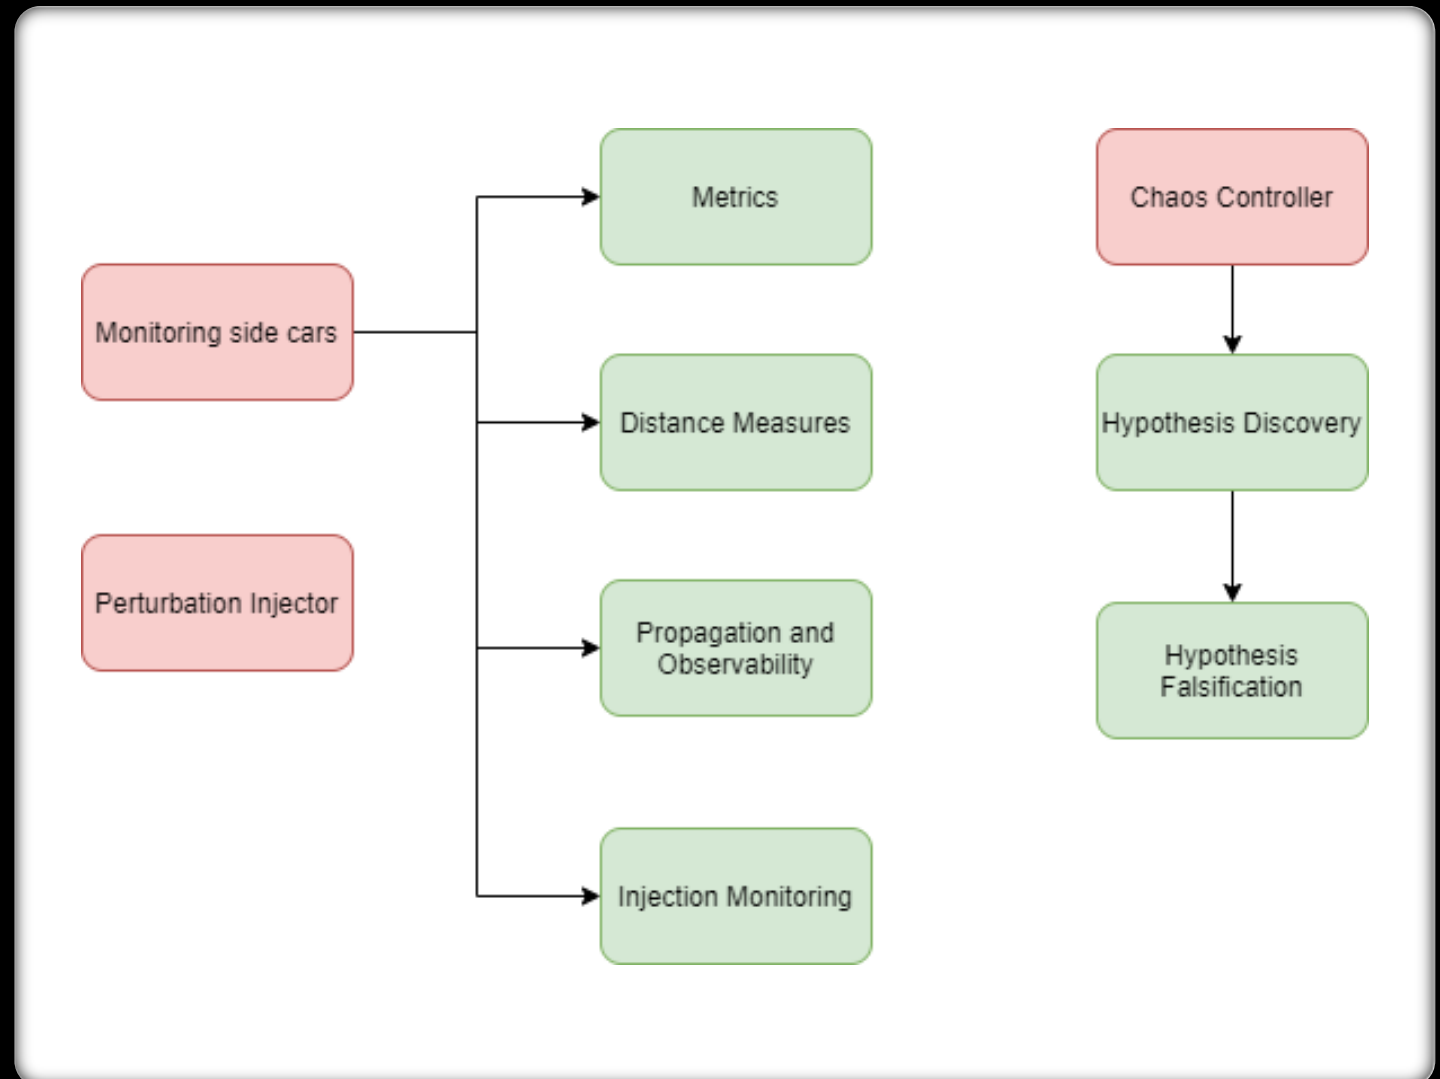 Metrics
Chaos Controller
Monitoring side cars
Distance Measures
Hypothesis Discovery
Perturbation Injector
Propagation and
Observability
Hypothesis
Falsification
Injection Monitoring